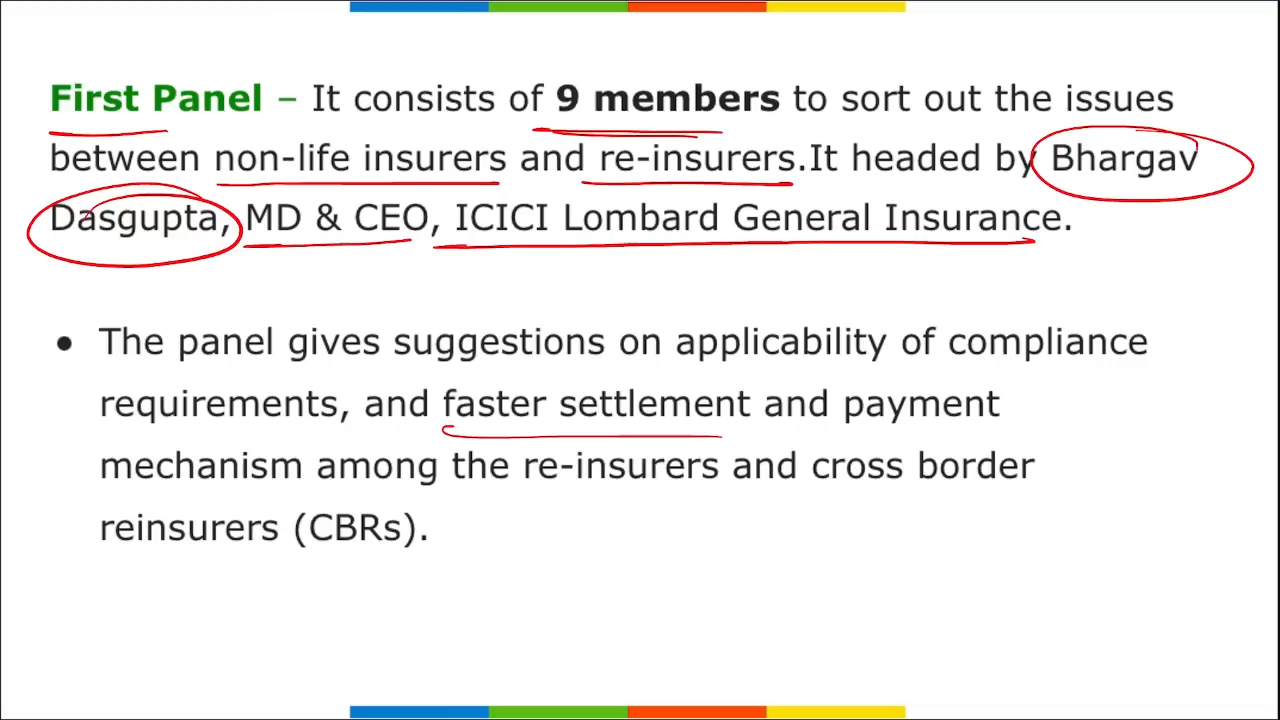 First Panel – It consists of 9 members to sort out the issues
between non-life insurers and re-insurers.It headed by Bhargav
Dasgupta, MD & CEO, ICICI Lombard General Insurance.
● The panel gives suggestions on applicability of compliance
requirements, and faster settlement and payment
mechanism among the re-insurers and cross border
reinsurers (CBRs).